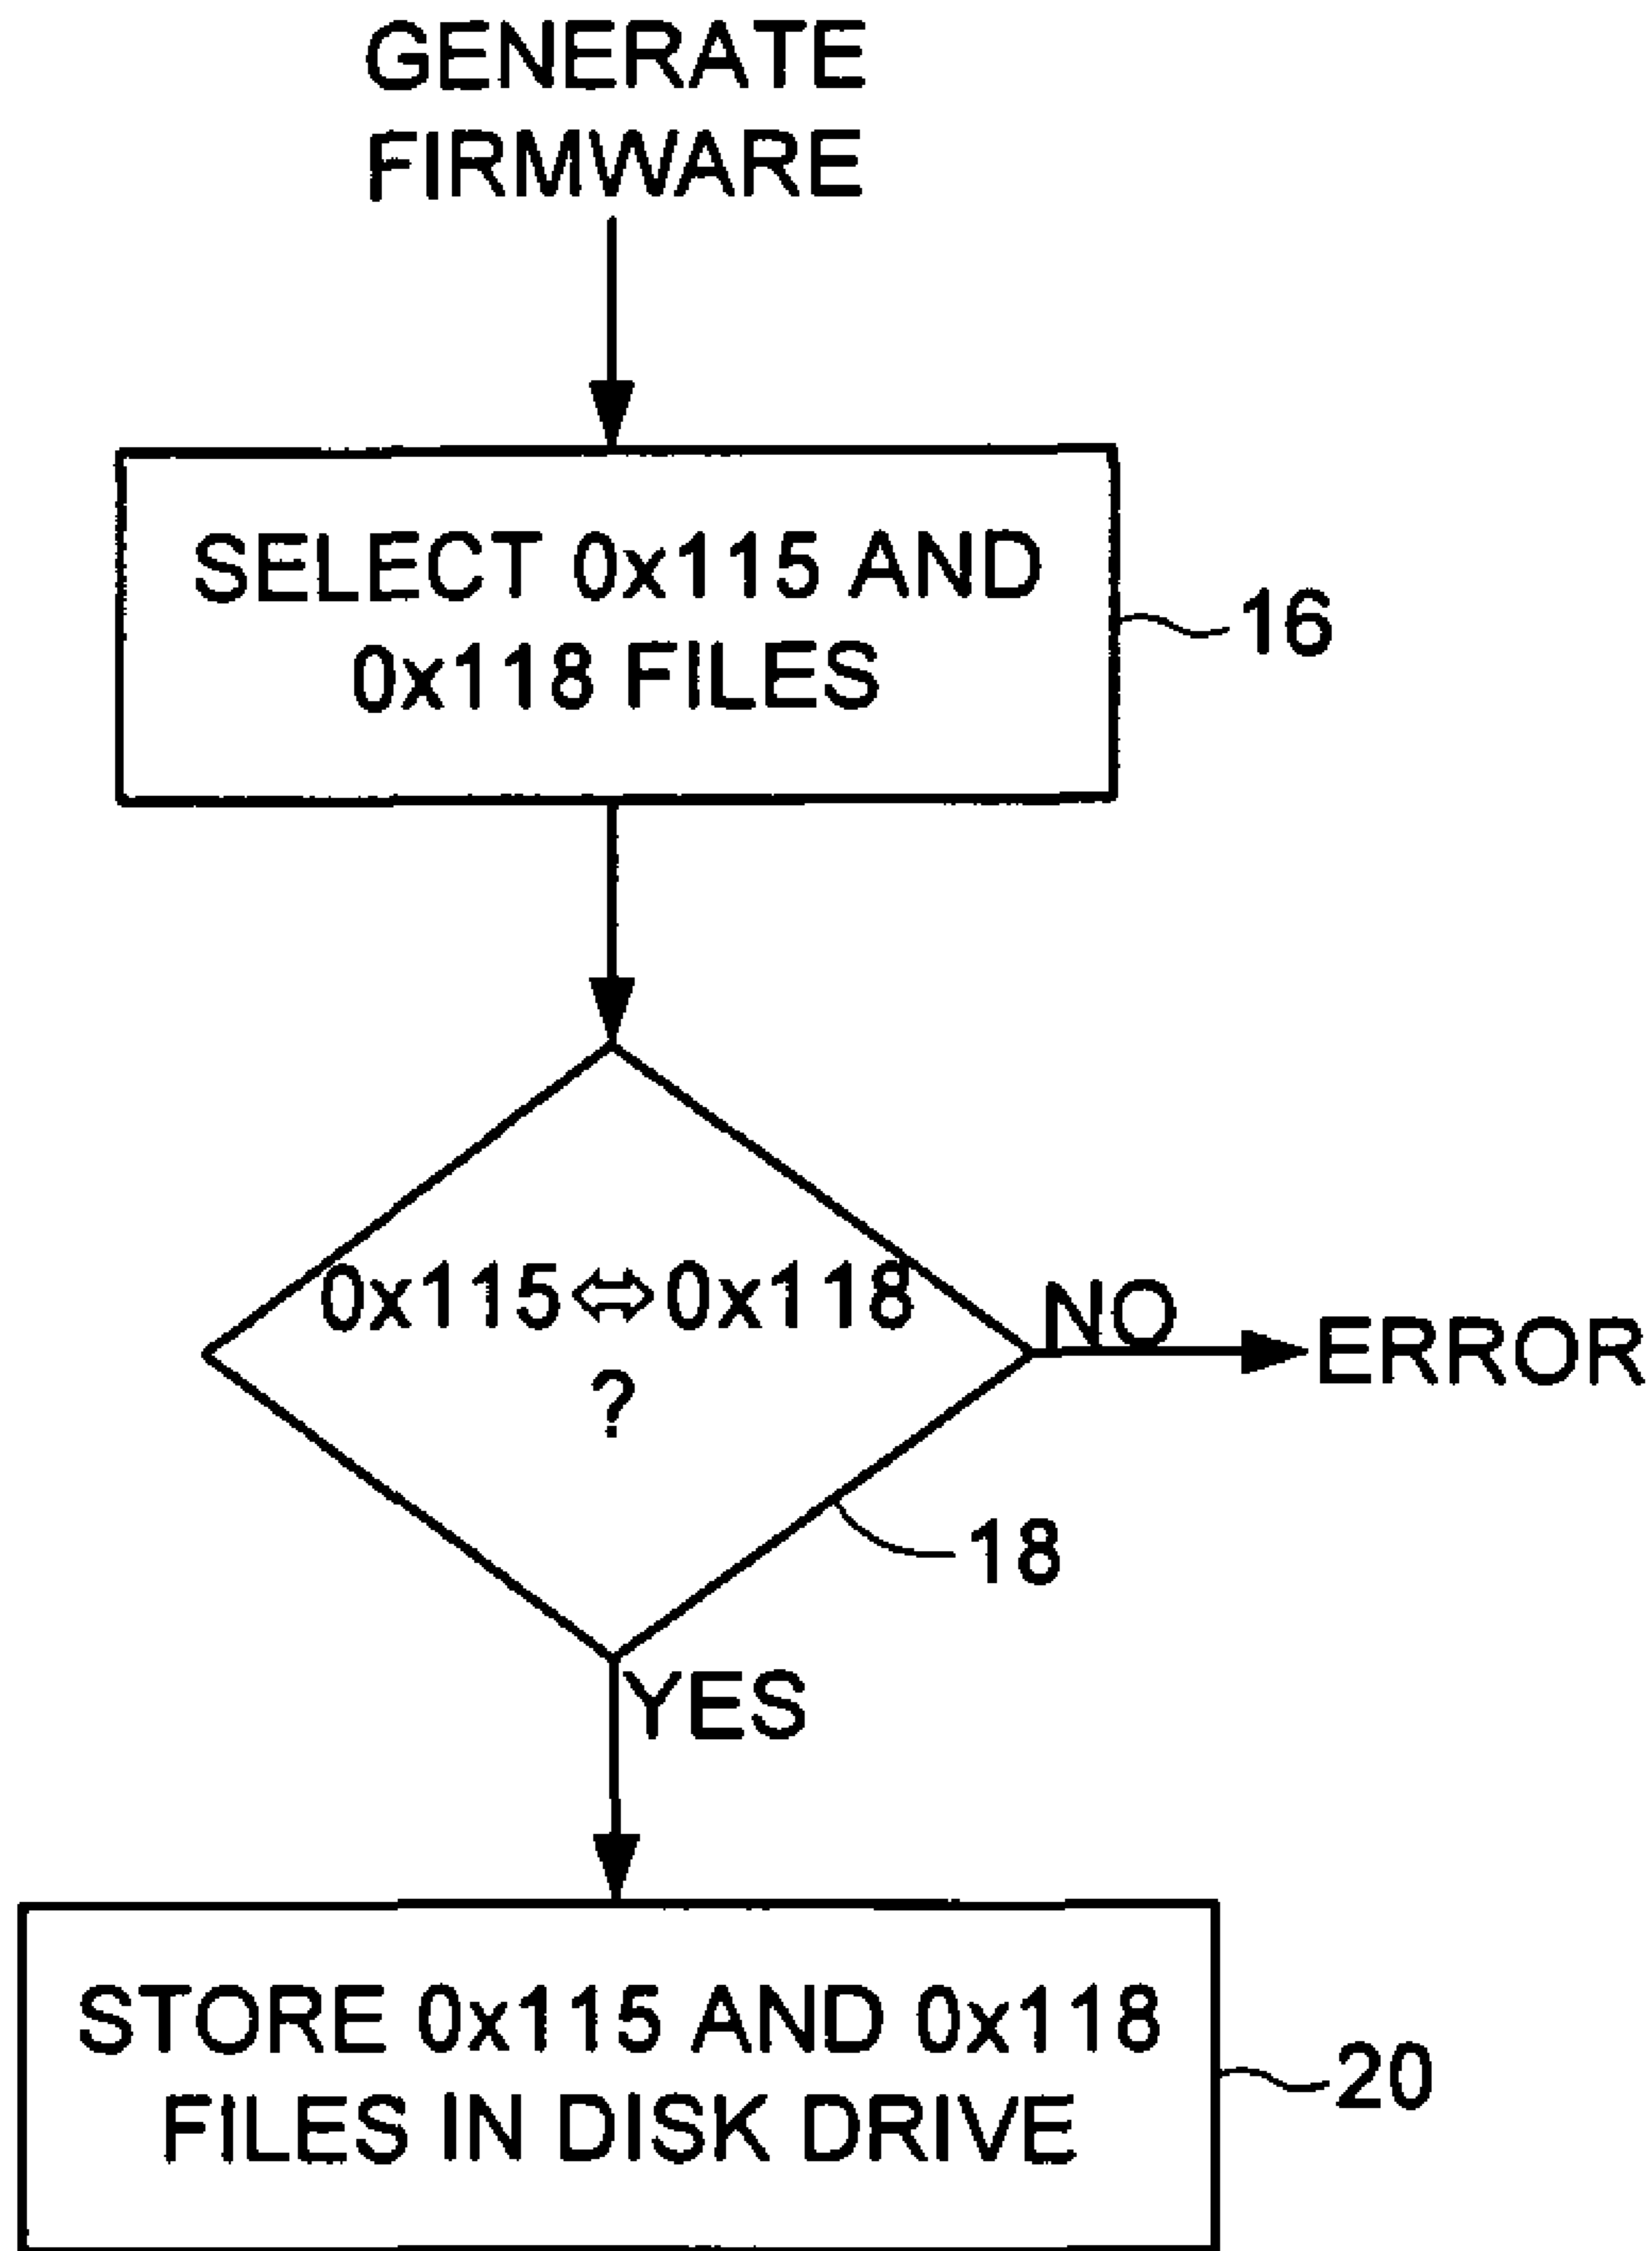 GENERATE
FIRMWARE
SELECT 0x115 AND
0x118 FILES
16
0x115⇔0x118
?
NO
ERROR
18
YES
STORE 0x115 AND 0x118
FILES IN DISK DRIVE
20